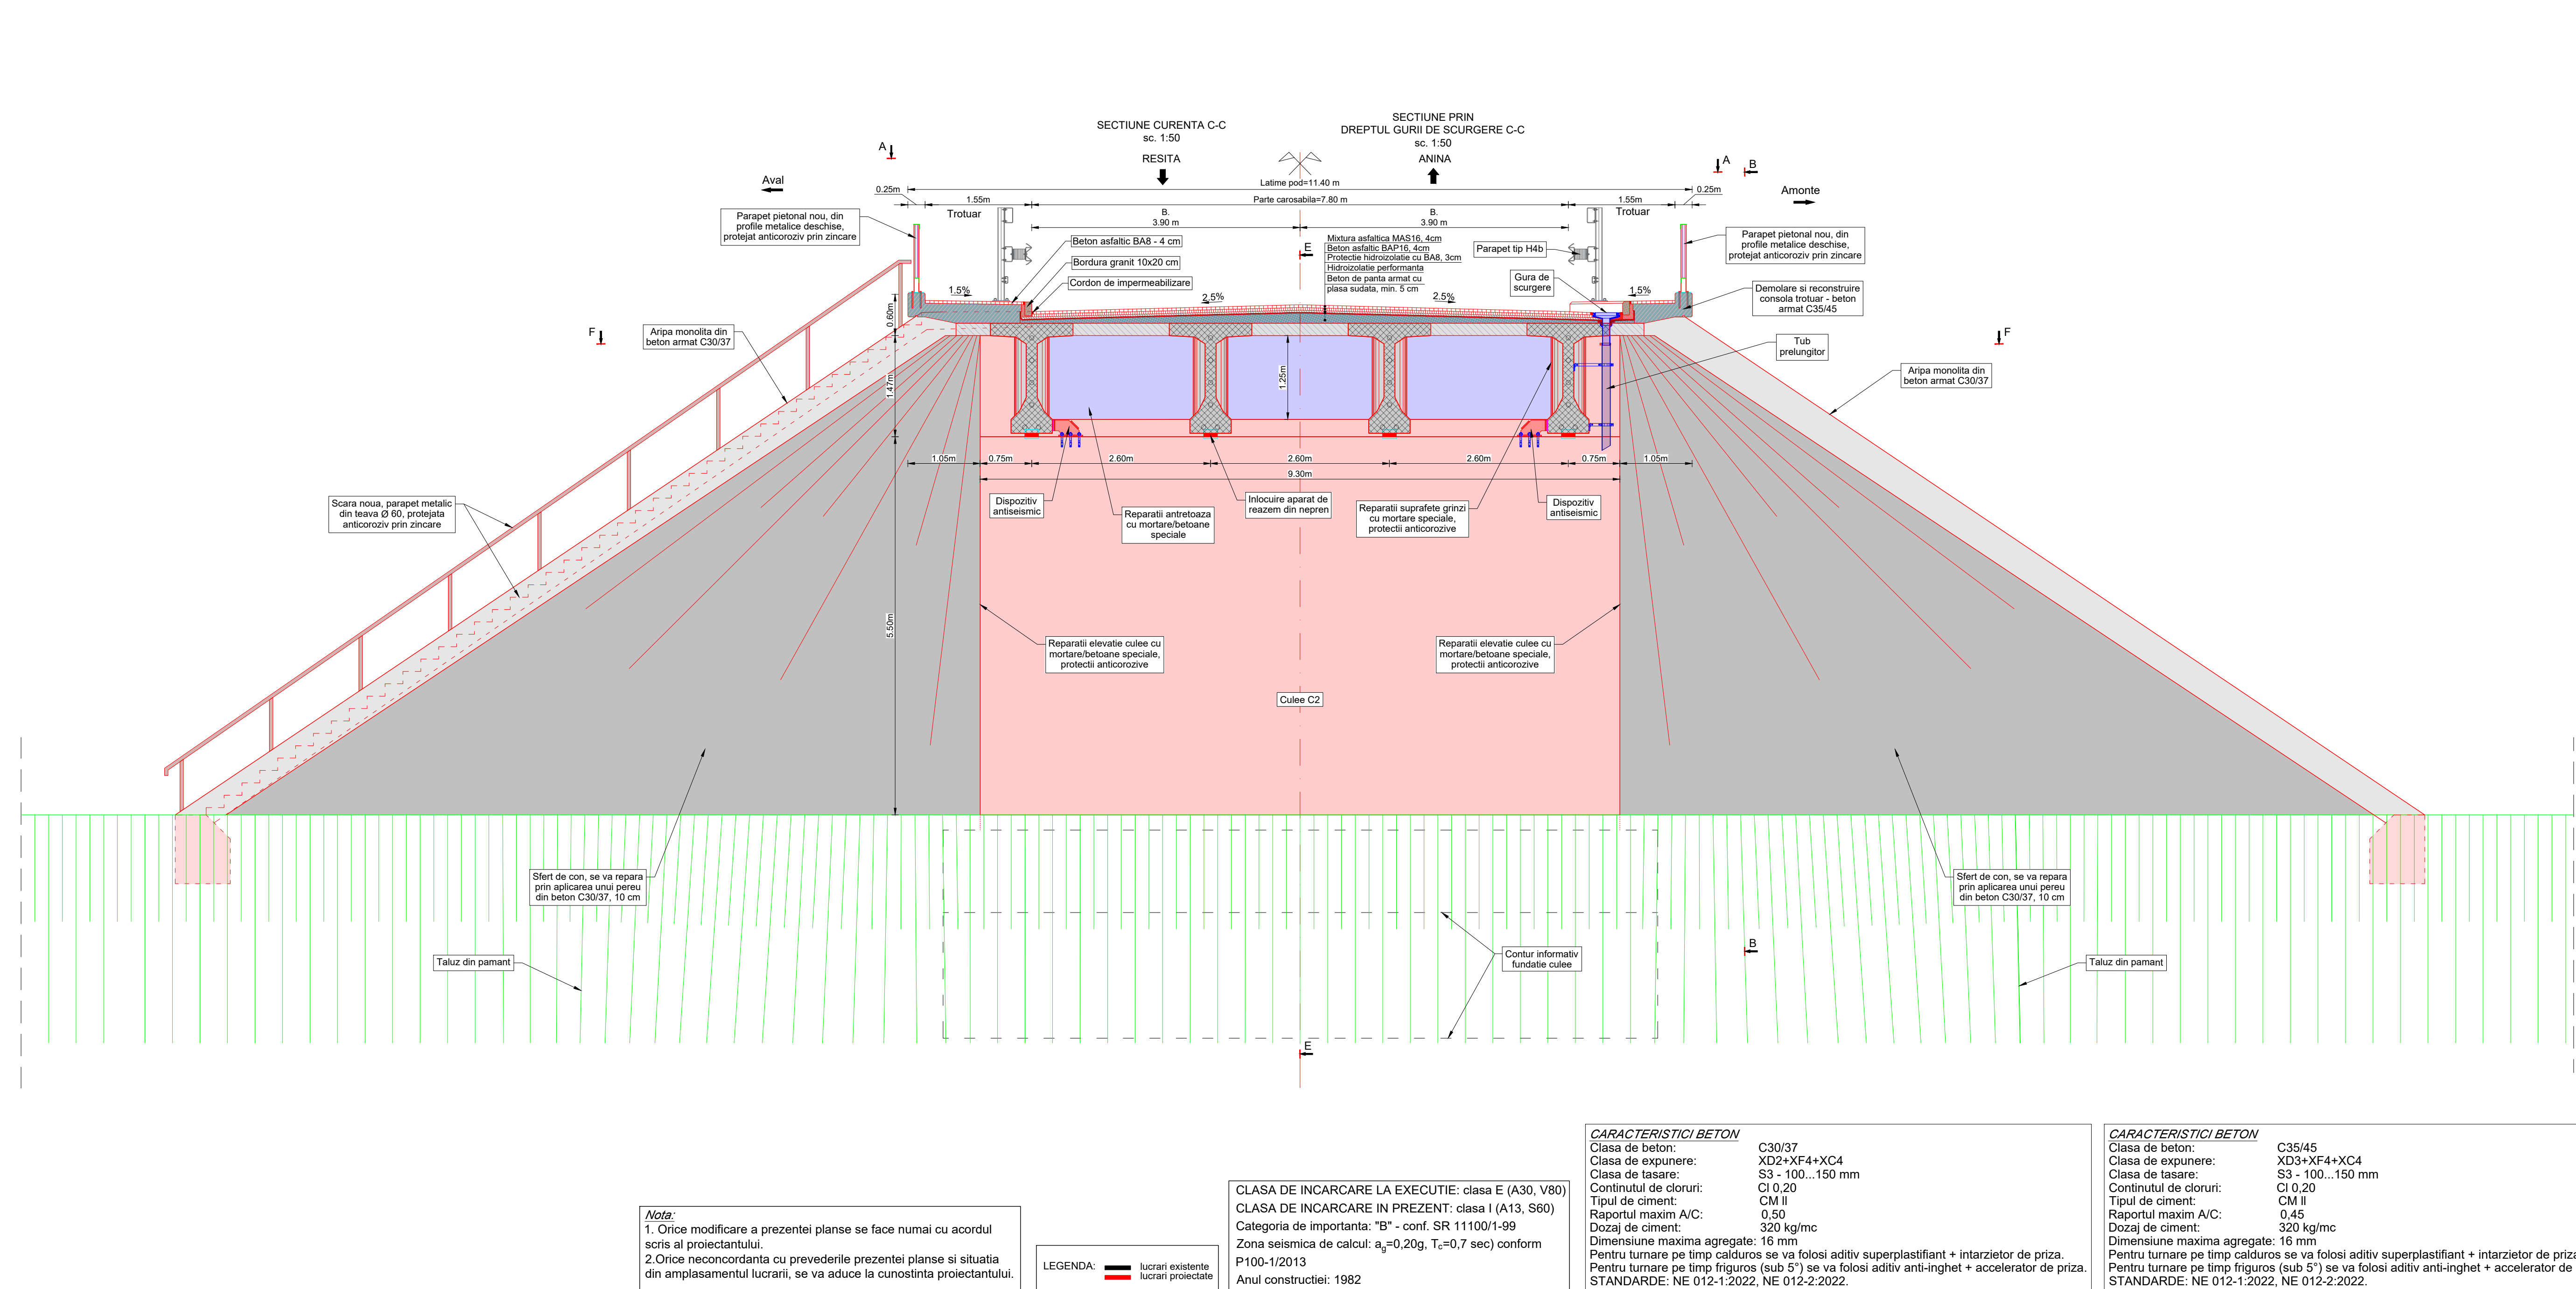 SECTIUNE CURENTA C-C
sc. 1:50
RESITA
SECTIUNE PRIN
DREPTUL GURII DE SCURGERE C-C
sc. 1:50
ANINA
A
A
B
Aval
Amonte
Latime pod=11.40 m
0.25m
0.25m
1.55m
Parte carosabila=7.80 m
1.55m
Trotuar
Trotuar
B.
3.90 m
B.
3.90 m
Parapet pietonal nou, din
profile metalice deschise,
protejat anticoroziv prin zincare
Beton asfaltic BA8 - 4 cm
Bordura granit 10x20 cm
Cordon de impermeabilizare
E
Mixtura asfaltica MAS16, 4cm
Beton asfaltic BAP16, 4cm
Protectie hidroizolatie cu BA8, 3cm
Hidroizolatie performanta
Beton de panta armat cu
plasa sudata, min. 5 cm
Parapet tip H4b
Gura de
scurgere
Parapet pietonal nou, din
profile metalice deschise,
protejat anticoroziv prin zincare
Demolare si reconstruire
consola trotuar - beton
armat C35/45
1.5%
2.5%
2.5%
1.5%
0.60m
F
F
Aripa monolita din
beton armat C30/37
Tub
prelungitor
Aripa monolita din
beton armat C30/37
1.47m
1.25m
1.05m
0.75m
2.60m
2.60m
2.60m
0.75m
1.05m
9.30m
Scara noua, parapet metalic
din teava Ø 60, protejata
anticoroziv prin zincare
Dispozitiv
antiseismic
Reparatii antretoaza
cu mortare/betoane
speciale
Inlocuire aparat de
reazem din nepren
Reparatii suprafete grinzi
cu mortare speciale,
protectii anticorozive
Dispozitiv
antiseismic
5.50m
Reparatii elevatie culee cu
mortare/betoane speciale,
protectii anticorozive
Reparatii elevatie culee cu
mortare/betoane speciale,
protectii anticorozive
Culee C2
Sfert de con, se va repara
prin aplicarea unui pereu
din beton C30/37, 10 cm
Sfert de con, se va repara
prin aplicarea unui pereu
din beton C30/37, 10 cm
Taluz din pamant
Contur informativ
fundatie culee
B
Taluz din pamant
E
Nota:
1. Orice modificare a prezentei planse se face numai cu acordul
scris al proiectantului.
2.Orice neconcordanta cu prevederile prezentei planse si situatia
din amplasamentul lucrarii, se va aduce la cunostinta proiectantului.
LEGENDA:
lucrari existente
lucrari proiectate
CLASA DE INCARCARE LA EXECUTIE: clasa E (A30, V80)
CLASA DE INCARCARE IN PREZENT: clasa I (A13, S60)
Categoria de importanta: "B" - conf. SR 11100/1-99
Zona seismica de calcul: ag=0,20g, Tc=0,7 sec) conform
P100-1/2013
Anul constructiei: 1982
CARACTERISTICI BETON
Clasa de beton: C30/37
Clasa de expunere: XD2+XF4+XC4
Clasa de tasare: S3 - 100...150 mm
Continutul de cloruri: Cl 0,20
Tipul de ciment: CM II
Raportul maxim A/C: 0,50
Dozaj de ciment: 320 kg/mc
Dimensiune maxima agregate: 16 mm
Pentru turnare pe timp calduros se va folosi aditiv superplastifiant + intarzietor de priza.
Pentru turnare pe timp friguros (sub 5°) se va folosi aditiv anti-inghet + accelerator de priza.
STANDARDE: NE 012-1:2022, NE 012-2:2022.
CARACTERISTICI BETON
Clasa de beton: C35/45
Clasa de expunere: XD3+XF4+XC4
Clasa de tasare: S3 - 100...150 mm
Continutul de cloruri: Cl 0,20
Tipul de ciment: CM II
Raportul maxim A/C: 0,45
Dozaj de ciment: 320 kg/mc
Dimensiune maxima agregate: 16 mm
Pentru turnare pe timp calduros se va folosi aditiv superplastifiant + intarzietor de priza
Pentru turnare pe timp friguros (sub 5°) se va folosi aditiv anti-inghet + accelerator de
STANDARDE: NE 012-1:2022, NE 012-2:2022.